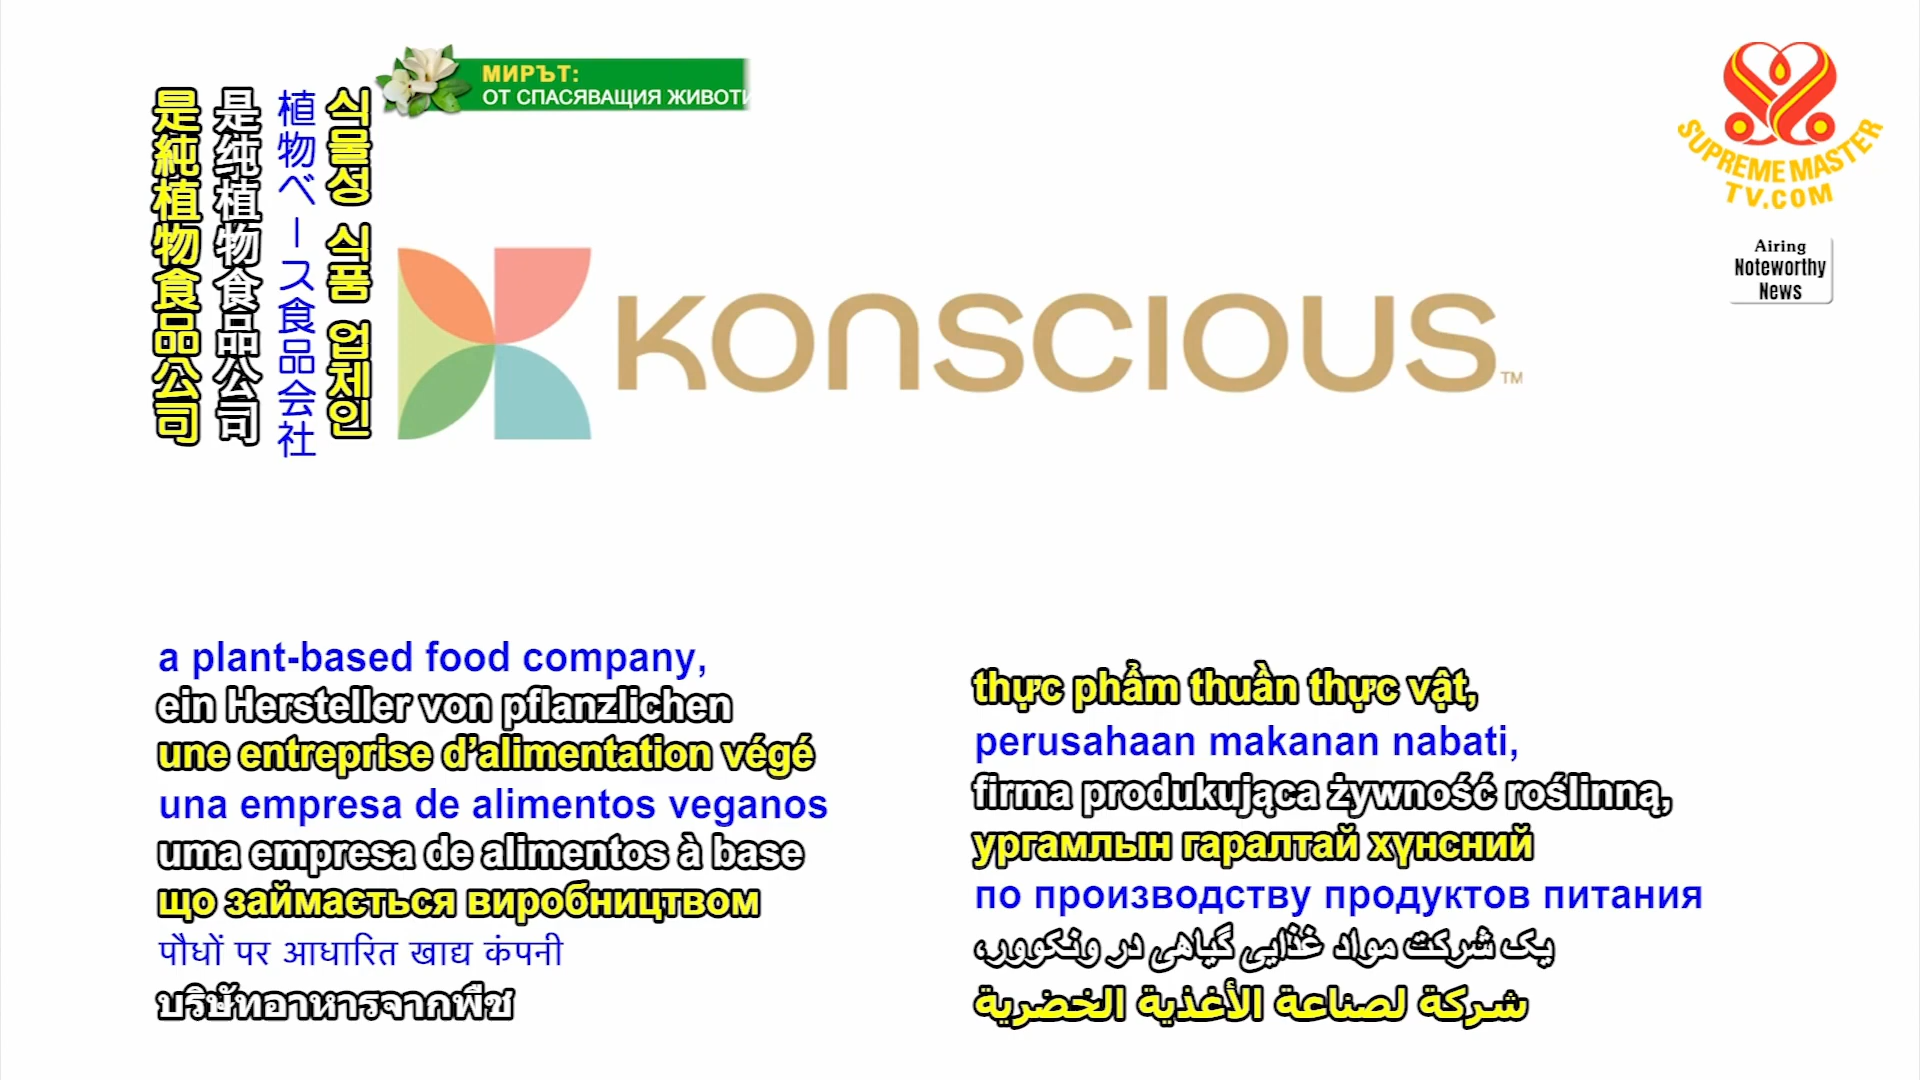 МИРЪТ:
ОТ СПАСЯВАЩИЯ ЖИВОТИ
SUPREME MASTER
TV.COM
Airing
Noteworthy
News
是純植物食品公司
是纯植物食品公司
植物ベース食品会社
식물성 식품 업체인
KONSCIOUS™
a plant-based food company,
ein Hersteller von pflanzlichen
une entreprise d’alimentation végé
una empresa de alimentos veganos
uma empresa de alimentos à base
що займається виробництвом
पौधों पर आधारित खाद्य कंपनी
บริษัทอาหารจากพืช
thực phẩm thuần thực vật,
perusahaan makanan nabati,
firma produkująca żywność roślinną,
ургамлын гаралтай хүнсний
по производству продуктов питания
یک شرکت مواد غذایی گیاهی در ونکوور،
شركة لصناعة الأغذية الخضرية